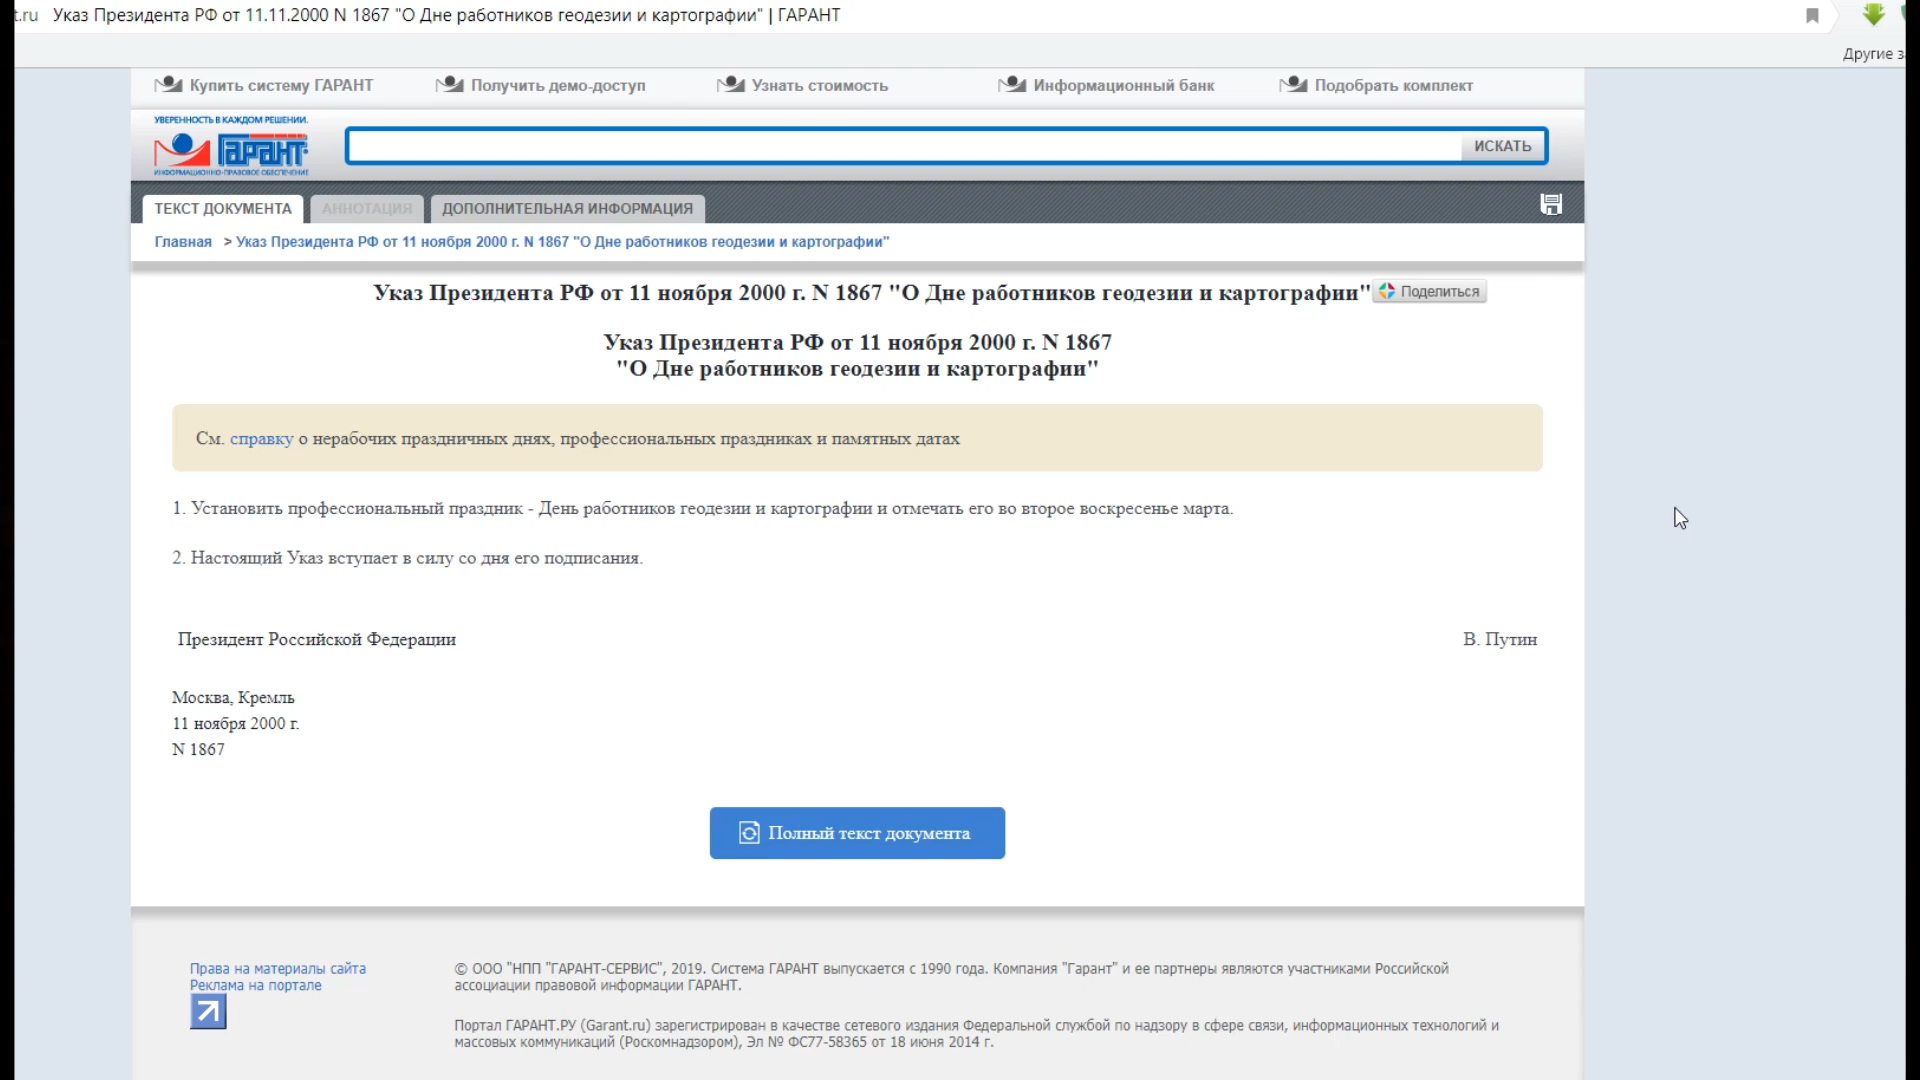 t.ru Указ Президента РФ от 11.11.2000 N 1867 "О Дне работников геодезии и картографии" | ГАРАНТ
Другие
Купить систему ГАРАНТ Получить демо-доступ Узнать стоимость Информационный банк Подобрать комплект
УВЕРЕННОСТЬ В КАЖДОМ РЕШЕНИИ.
ГАРАНТ
ИНФОРМАЦИОННО-ПРАВОВОЕ ОБЕСПЕЧЕНИЕ
ИСКАТЬ
ТЕКСТ ДОКУМЕНТА АННОТАЦИЯ ДОПОЛНИТЕЛЬНАЯ ИНФОРМАЦИЯ
Главная > Указ Президента РФ от 11 ноября 2000 г. N 1867 "О Дне работников геодезии и картографии"
Указ Президента РФ от 11 ноября 2000 г. N 1867 "О Дне работников геодезии и картографии" Поделиться
Указ Президента РФ от 11 ноября 2000 г. N 1867
"О Дне работников геодезии и картографии"
См. справку о нерабочих праздничных днях, профессиональных праздниках и памятных датах
1. Установить профессиональный праздник - День работников геодезии и картографии и отмечать его во второе воскресенье марта.
2. Настоящий Указ вступает в силу со дня его подписания.
Президент Российской Федерации В. Путин
Москва, Кремль
11 ноября 2000 г.
N 1867
Полный текст документа
Права на материалы сайта
Реклама на портале
© ООО "НПП "ГАРАНТ-СЕРВИС", 2019. Система ГАРАНТ выпускается с 1990 года. Компания "Гарант" и ее партнеры являются участниками Российской
ассоциации правовой информации ГАРАНТ.
Портал ГАРАНТ.РУ (Garant.ru) зарегистрирован в качестве сетевого издания Федеральной службой по надзору в сфере связи, информационных технологий и
массовых коммуникаций (Роскомнадзором), Эл № ФС77-58365 от 18 июня 2014 г.